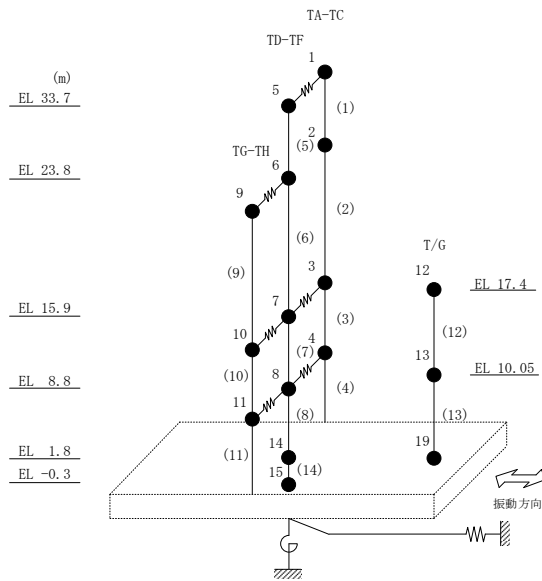 TA-TC
TD-TF
(m)
1
5
EL 33.7
(1)
2
(5)
TG-TH
6
EL 23.8
9
(2)
(6)
T/G
(9)
3
12
EL 17.4
EL 15.9
7
(3)
10
(12)
4
(7)
(10)
8
13
EL 10.05
EL 8.8
(4)
11
(8)
(13)
(11)
14
19
EL 1.8
15
(14)
EL -0.3
振動方向